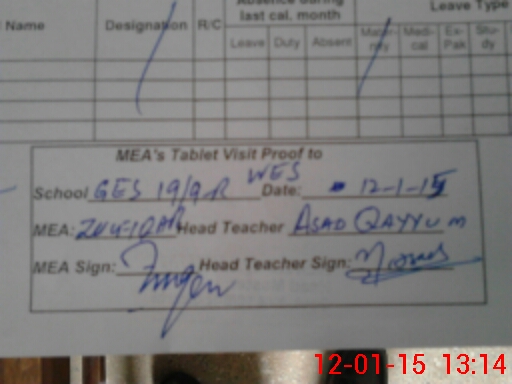 Absence during Leave Type
Name Designation R/C last cal. month
Leave Duty Absent Mater- nity Medi- cal Ex- Pak Stu- dy
MEA's Tablet Visit Proof to
School GES 19/9R WES Date: 12-1-15
MEA: Head Teacher ASAD QAYYUM
MEA Sign: Head Teacher Sign:
12-01-15 13:14